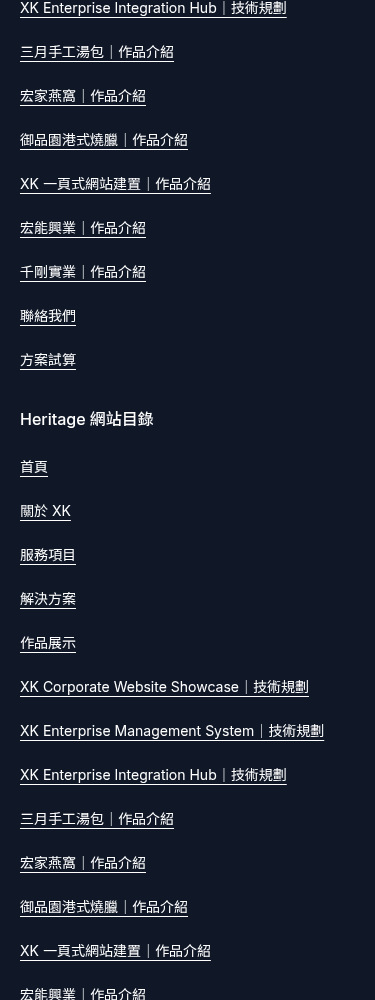 XK Enterprise Integration Hub｜技術規劃
三月手工湯包｜作品介紹
宏家燕窩｜作品介紹
御品園港式燒臘｜作品介紹
XK 一頁式網站建置｜作品介紹
宏能興業｜作品介紹
千剛實業｜作品介紹
聯絡我們
方案試算
Heritage 網站目錄
首頁
關於 XK
服務項目
解決方案
作品展示
XK Corporate Website Showcase｜技術規劃
XK Enterprise Management System｜技術規劃
XK Enterprise Integration Hub｜技術規劃
三月手工湯包｜作品介紹
宏家燕窩｜作品介紹
御品園港式燒臘｜作品介紹
XK 一頁式網站建置｜作品介紹
宏能興業｜作品介紹